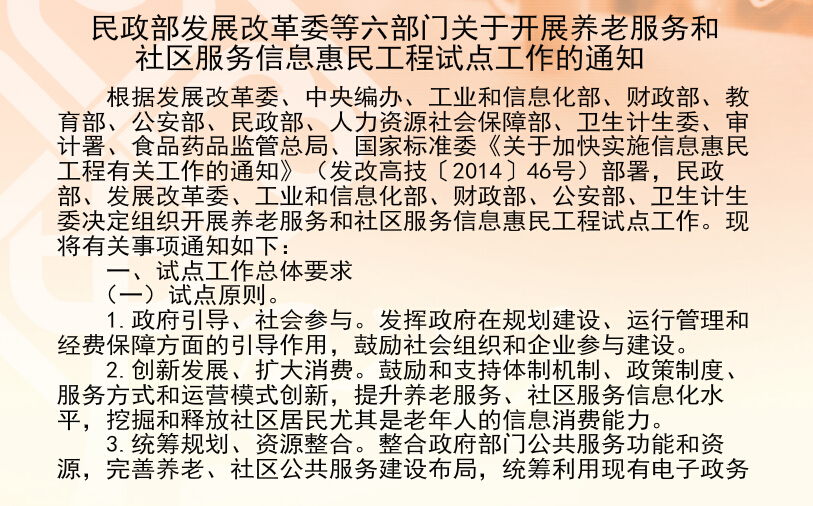 民政部发展改革委等六部门关于开展养老服务和
社区服务信息惠民工程试点工作的通知
根据发展改革委、中央编办、工业和信息化部、财政部、教
育部、公安部、民政部、人力资源社会保障部、卫生计生委、审
计署、食品药品监管总局、国家标准委《关于加快实施信息惠民
工程有关工作的通知》（发改高技〔2014〕46号）部署，民政
部、发展改革委、工业和信息化部、财政部、公安部、卫生计生
委决定组织开展养老服务和社区服务信息惠民工程试点工作。现
将有关事项通知如下：
一、试点工作总体要求
（一）试点原则。
1.政府引导、社会参与。发挥政府在规划建设、运行管理和
经费保障方面的引导作用，鼓励社会组织和企业参与建设。
2.创新发展、扩大消费。鼓励和支持体制机制、政策制度、
服务方式和运营模式创新，提升养老服务、社区服务信息化水
平，挖掘和释放社区居民尤其是老年人的信息消费能力。
3.统筹规划、资源整合。整合政府部门公共服务功能和资
源，完善养老、社区公共服务建设布局，统筹利用现有电子政务